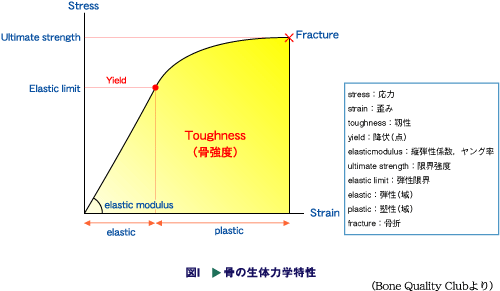 Stress
Ultimate strength
Fracture
Elastic limit
Yield
Toughness
（骨強度）
elastic modulus
Strain
elastic
plastic
stress：応力
strain：歪み
toughness：靭性
yield：降伏（点）
elasticmodulus：縦弾性係数，ヤング率
ultimate strength：限界強度
elastic limit：弾性限界
elastic：弾性（域）
plastic：塑性（域）
fracture：骨折
図I ▶骨の生体力学特性
（Bone Quality Clubより）